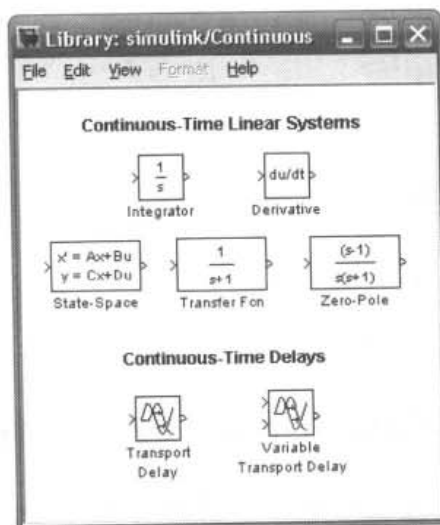 Library: simulink/Continuous
File Edit View Format Help
Continuous-Time Linear Systems
1
s
Integrator
du/dt
Derivative
x' = Ax+Bu
y = Cx+Du
State-Space
1
s+1
Transfer Fcn
(s-1)
s(s+1)
Zero-Pole
Continuous-Time Delays
Transport
Delay
Variable
Transport Delay